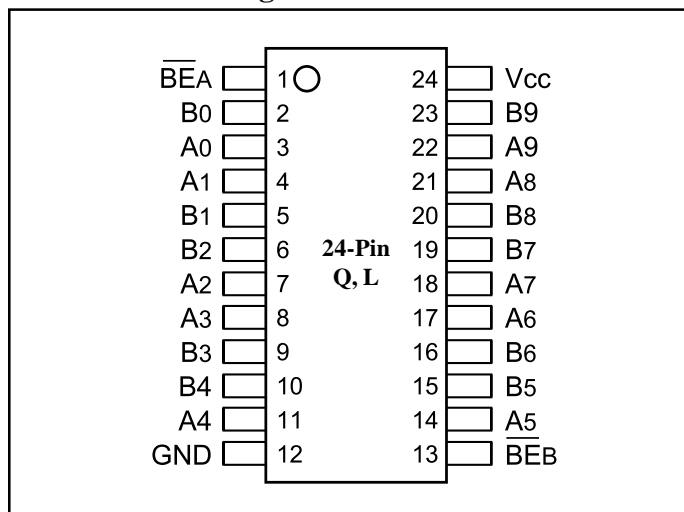 BEA 1 24 Vcc
B0 2 23 B9
A0 3 22 A9
A1 4 21 A8
B1 5 20 B8
B2 6 24-Pin 19 B7
A2 7 Q, L 18 A7
A3 8 17 A6
B3 9 16 B6
B4 10 15 B5
A4 11 14 A5
GND 12 13 BEB